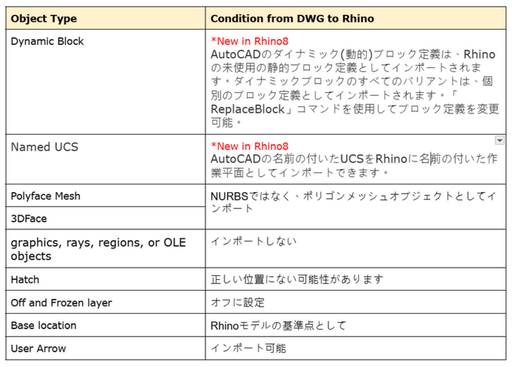 Object Type
Condition from DWG to Rhino
Dynamic Block
*New in Rhino8
AutoCADのダイナミック(動的)ブロック定義は、Rhino
の未使用の静的ブロック定義としてインポートされま
す。ダイナミックブロックのすべてのバリアントは、個
別のブロック定義としてインポートされます。「
ReplaceBlock」コマンドを使用してブロック定義を変更
可能。
Named UCS
*New in Rhino8
AutoCADの名前の付いたUCSをRhinoに名前の付いた作
業平面としてインポートできます。
Polyface Mesh
NURBSではなく、ポリゴンメッシュオブジェクトとしてイ
ンポート
3DFace
graphics, rays, regions, or OLE
objects
インポートしない
Hatch
正しい位置にない可能性があります
Off and Frozen layer
オフに設定
Base location
Rhinoモデルの基準点として
User Arrow
インポート可能